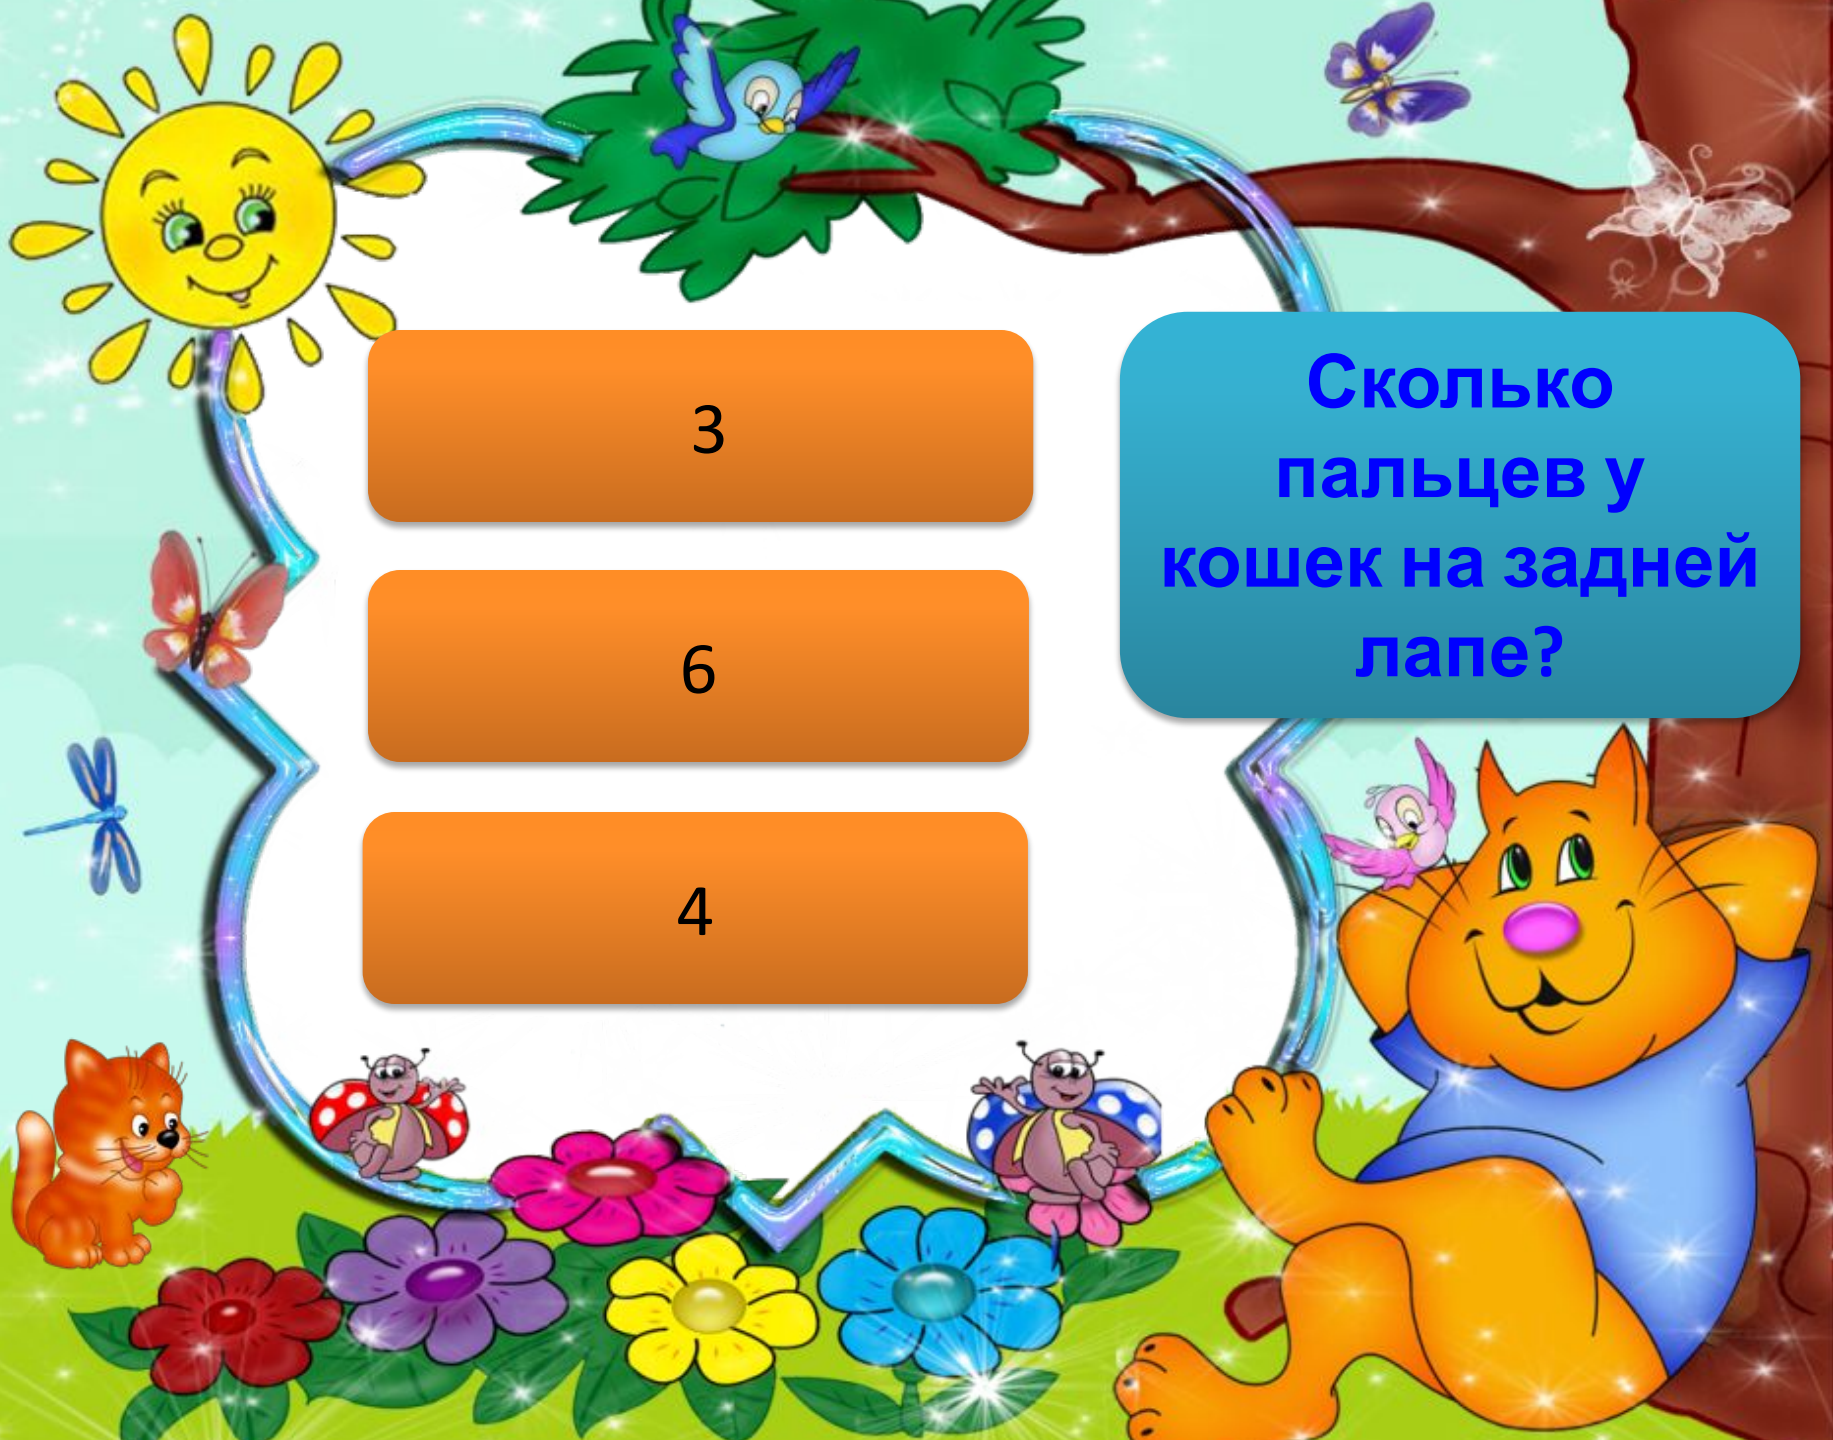 Сколько
пальцев у
кошек на задней
лапе?
3
6
4